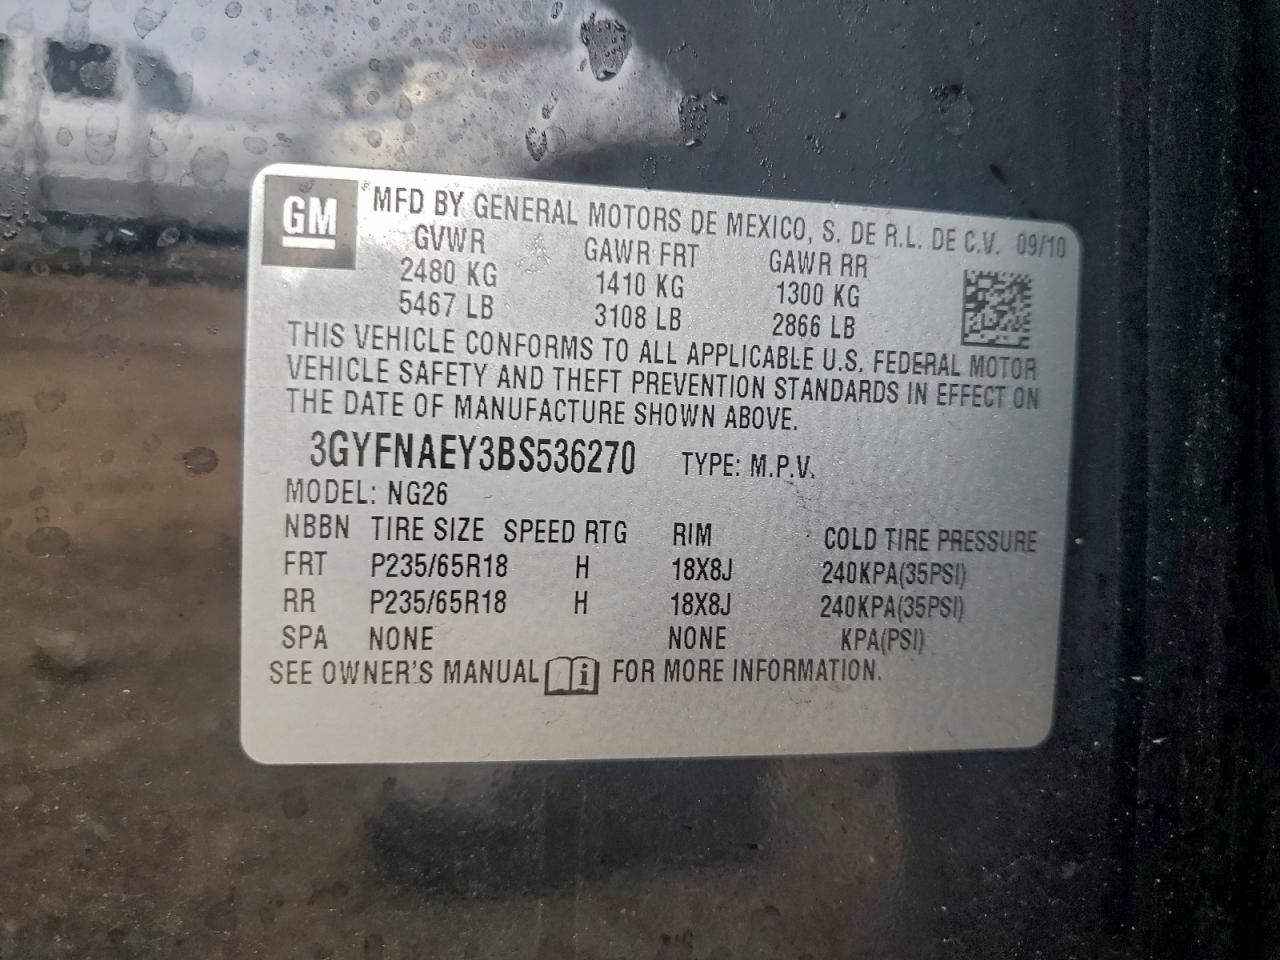 GM
MFD BY GENERAL MOTORS DE MEXICO, S. DE R.L. DE C.V. 09/10
GVWR GAWR FRT GAWR RR
2480 KG 1410 KG 1300 KG
5467 LB 3108 LB 2866 LB
THIS VEHICLE CONFORMS TO ALL APPLICABLE U.S. FEDERAL MOTOR
VEHICLE SAFETY AND THEFT PREVENTION STANDARDS IN EFFECT ON
THE DATE OF MANUFACTURE SHOWN ABOVE.
3GYFNAEY3BS536270 TYPE: M.P.V.
MODEL: NG26
NBBN TIRE SIZE SPEED RTG RIM COLD TIRE PRESSURE
FRT P235/65R18 H 18X8J 240KPA(35PSI)
RR P235/65R18 H 18X8J 240KPA(35PSI)
SPA NONE NONE KPA(PSI)
SEE OWNER'S MANUAL i FOR MORE INFORMATION.